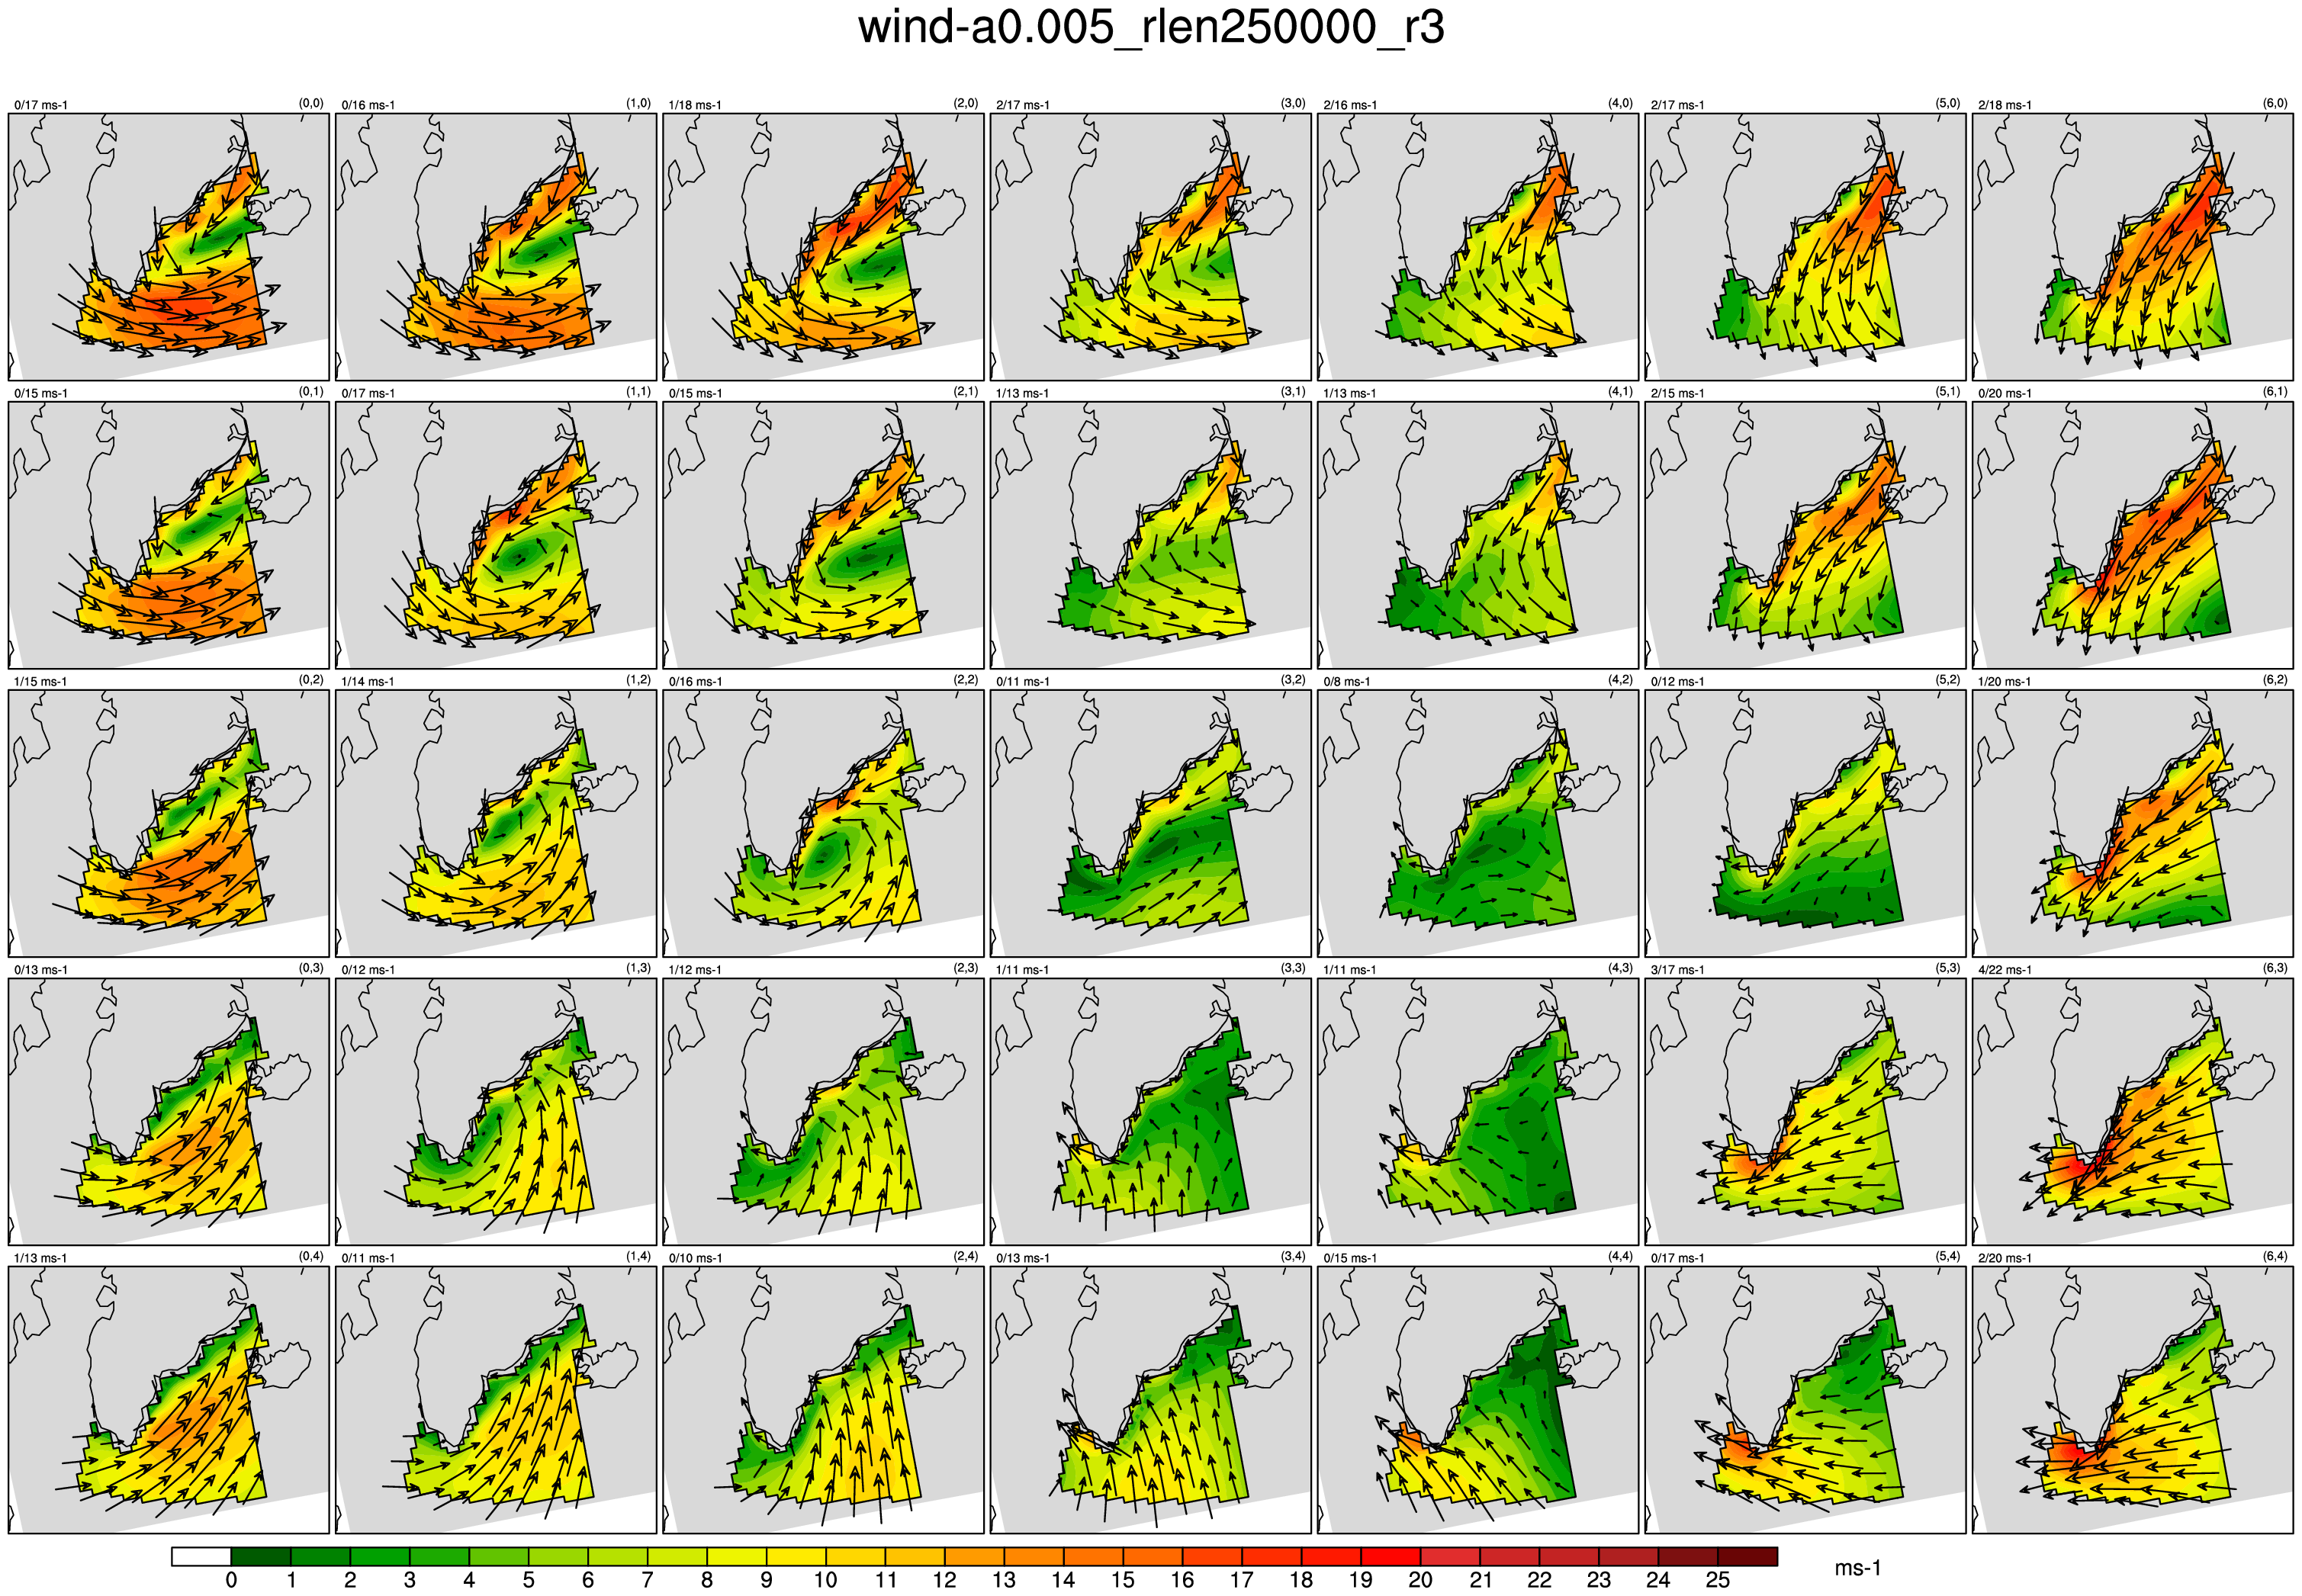 wind-a0.005_rlen250000_r3
0/17 ms-1 (0,0) 0/16 ms-1 (1,0) 1/18 ms-1 (2,0) 2/17 ms-1 (3,0) 2/16 ms-1 (4,0) 2/17 ms-1 (5,0) 2/18 ms-1 (6,0)
0/15 ms-1 (0,1) 0/17 ms-1 (1,1) 0/15 ms-1 (2,1) 1/13 ms-1 (3,1) 1/13 ms-1 (4,1) 2/15 ms-1 (5,1) 0/20 ms-1 (6,1)
1/15 ms-1 (0,2) 1/14 ms-1 (1,2) 0/16 ms-1 (2,2) 0/11 ms-1 (3,2) 0/8 ms-1 (4,2) 0/12 ms-1 (5,2) 1/20 ms-1 (6,2)
0/13 ms-1 (0,3) 0/12 ms-1 (1,3) 1/12 ms-1 (2,3) 1/11 ms-1 (3,3) 1/11 ms-1 (4,3) 3/17 ms-1 (5,3) 4/22 ms-1 (6,3)
1/13 ms-1 (0,4) 0/11 ms-1 (1,4) 0/10 ms-1 (2,4) 0/13 ms-1 (3,4) 0/15 ms-1 (4,4) 0/17 ms-1 (5,4) 2/20 ms-1 (6,4)
0 1 2 3 4 5 6 7 8 9 10 11 12 13 14 15 16 17 18 19 20 21 22 23 24 25 ms-1